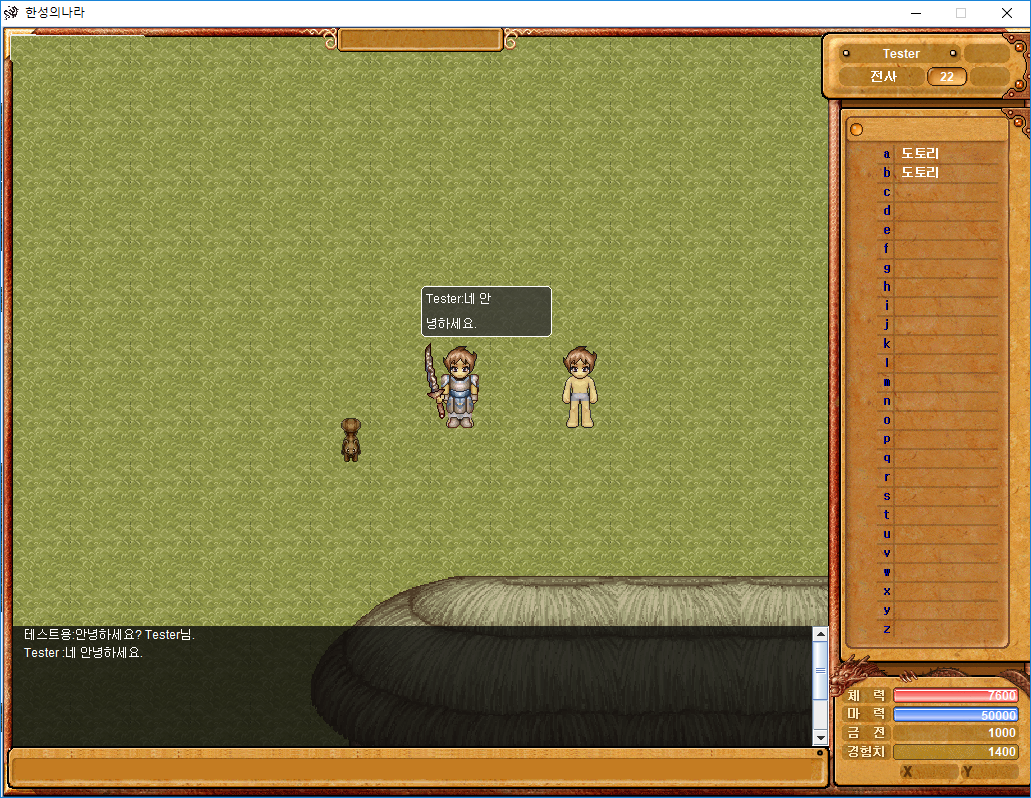 한성의나라
Tester
전사 22
a 도토리
b 도토리
c
d
e
f
g
h
i
j
k
l
m
n
o
p
q
r
s
t
u
v
w
x
y
z
Tester:네 안
녕하세요.
테스트용:안녕하세요? Tester님.
Tester :네 안녕하세요.
체 력 7600
마 력 50000
금 전 1000
경험치 1400
X Y